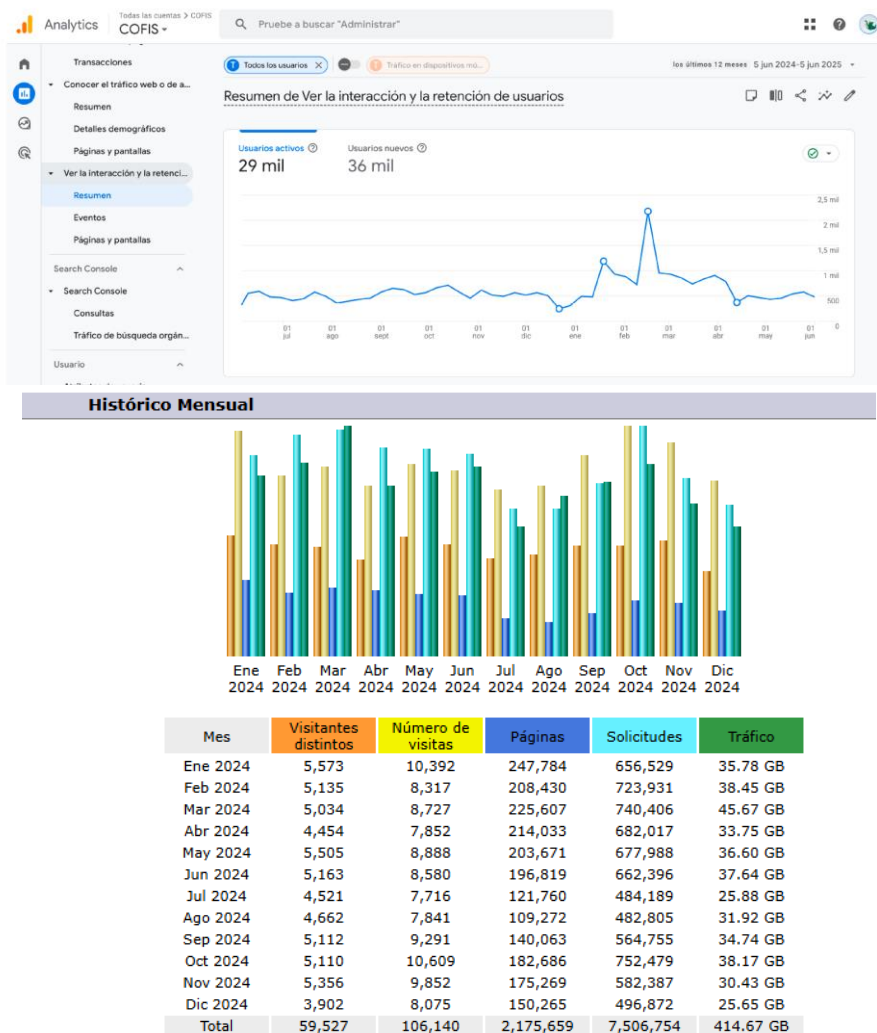 Analytics
Todas las cuentas > COFIS
COFIS
Pruebe a buscar "Administrar"
Transacciones
Conocer el tráfico web o de a...
Resumen
Detalles demográficos
Páginas y pantallas
Ver la interacción y la retenci...
Resumen
Eventos
Páginas y pantallas
Search Console
Search Console
Consultas
Tráfico de búsqueda orgán...
Usuario
T Todos los usuarios
Tráfico en dispositivos mó...
los últimos 12 meses 5 jun 2024-5 jun 2025
Resumen de Ver la interacción y la retención de usuarios
Usuarios activos
29 mil
Usuarios nuevos
36 mil
2,5 mil
2 mil
1,5 mil
1 mil
500
0
01 01 01 01 01 01 01 01 01 01 01 01
jul ago sept oct nov dic ene feb mar abr may jun
Histórico Mensual
Ene Feb Mar Abr May Jun Jul Ago Sep Oct Nov Dic
2024 2024 2024 2024 2024 2024 2024 2024 2024 2024 2024 2024
Mes Visitantes distintos Número de visitas Páginas Solicitudes Tráfico
Ene 2024 5,573 10,392 247,784 656,529 35.78 GB
Feb 2024 5,135 8,317 208,430 723,931 38.45 GB
Mar 2024 5,034 8,727 225,607 740,406 45.67 GB
Abr 2024 4,454 7,852 214,033 682,017 33.75 GB
May 2024 5,505 8,888 203,671 677,988 36.60 GB
Jun 2024 5,163 8,580 196,819 662,396 37.64 GB
Jul 2024 4,521 7,716 121,760 484,189 25.88 GB
Ago 2024 4,662 7,841 109,272 482,805 31.92 GB
Sep 2024 5,112 9,291 140,063 564,755 34.74 GB
Oct 2024 5,110 10,609 182,686 752,479 38.17 GB
Nov 2024 5,356 9,852 175,269 582,387 30.43 GB
Dic 2024 3,902 8,075 150,265 496,872 25.65 GB
Total 59,527 106,140 2,175,659 7,506,754 414.67 GB